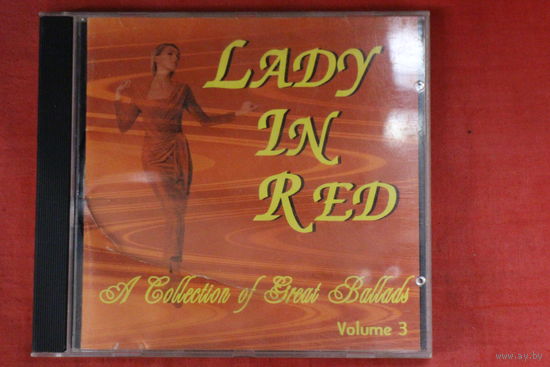 LADY
IN
RED
A Collection of Great Ballads
Volume 3
www.ay.by